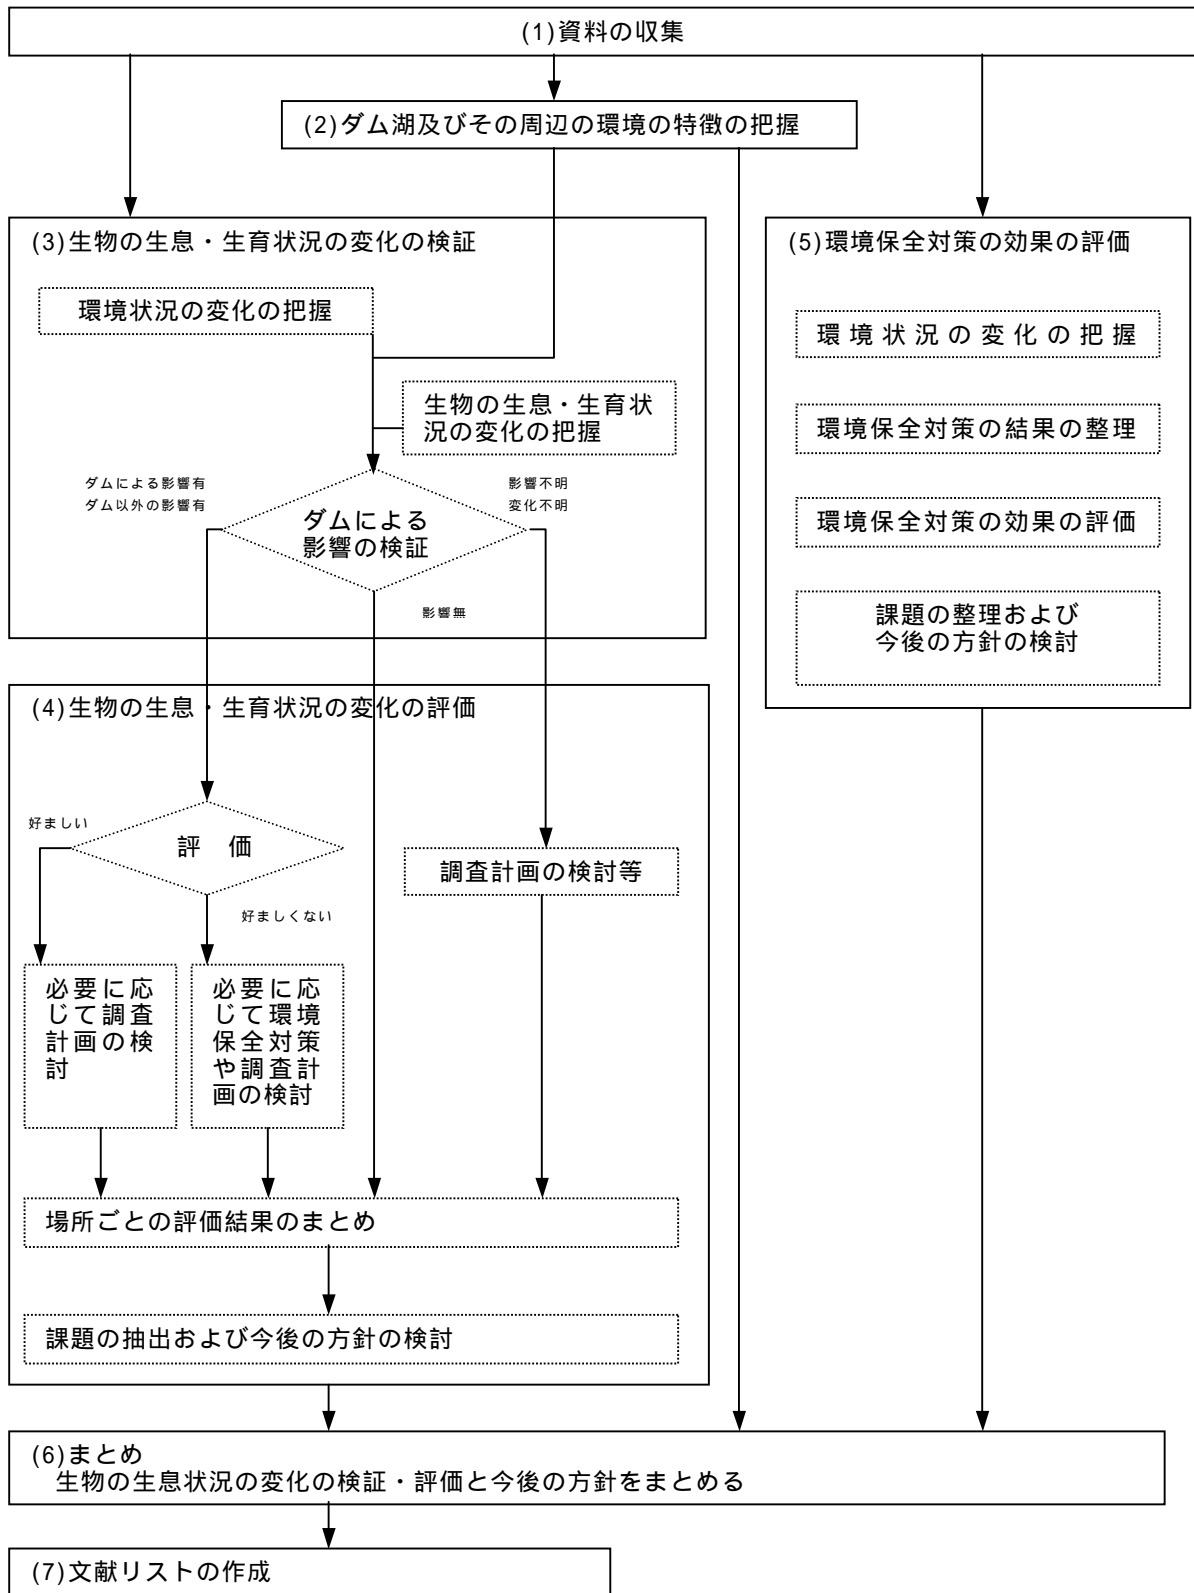 (1)資料の収集
(2)ダム湖及びその周辺の環境の特徴の把握
(3)生物の生息・生育状況の変化の検証
環境状況の変化の把握
生物の生息・生育状
況の変化の把握
ダムによる影響有
ダム以外の影響有
影響不明
変化不明
ダムによる
影響の検証
影響無
(5)環境保全対策の効果の評価
環境状況の変化の把握
環境保全対策の結果の整理
環境保全対策の効果の評価
課題の整理および
今後の方針の検討
(4)生物の生息・生育状況の変化の評価
好ましい
評 価
好ましくない
調査計画の検討等
必要に応
じて調査
計画の検
討
必要に応
じて環境
保全対策
や調査計
画の検討
場所ごとの評価結果のまとめ
課題の抽出および今後の方針の検討
(6)まとめ
生物の生息状況の変化の検証・評価と今後の方針をまとめる
(7)文献リストの作成